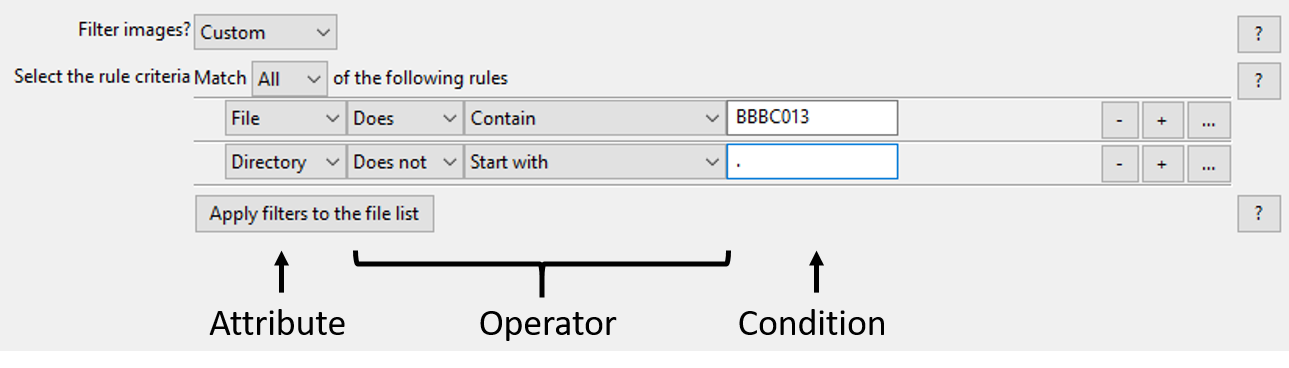 Filter images? Custom ?
Select the rule criteria Match All of the following rules ?
File Does Contain BBBC013 - + ...
Directory Does not Start with . - + ...
Apply filters to the file list ?
Attribute Operator Condition